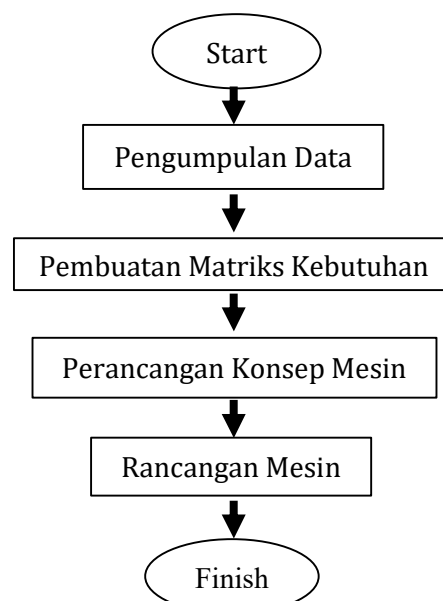 Start
Pengumpulan Data
Pembuatan Matriks Kebutuhan
Perancangan Konsep Mesin
Rancangan Mesin
Finish